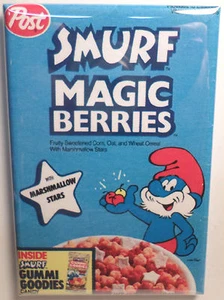 Post
SMURF
MAGIC
BERRIES
Fruity-Sweetened Corn, Oat, and Wheat Cereal
With Marshmallow Stars
WITH
MARSHMALLOW
STARS
INSIDE
SMURF
GUMMI
GOODIES
CANDY